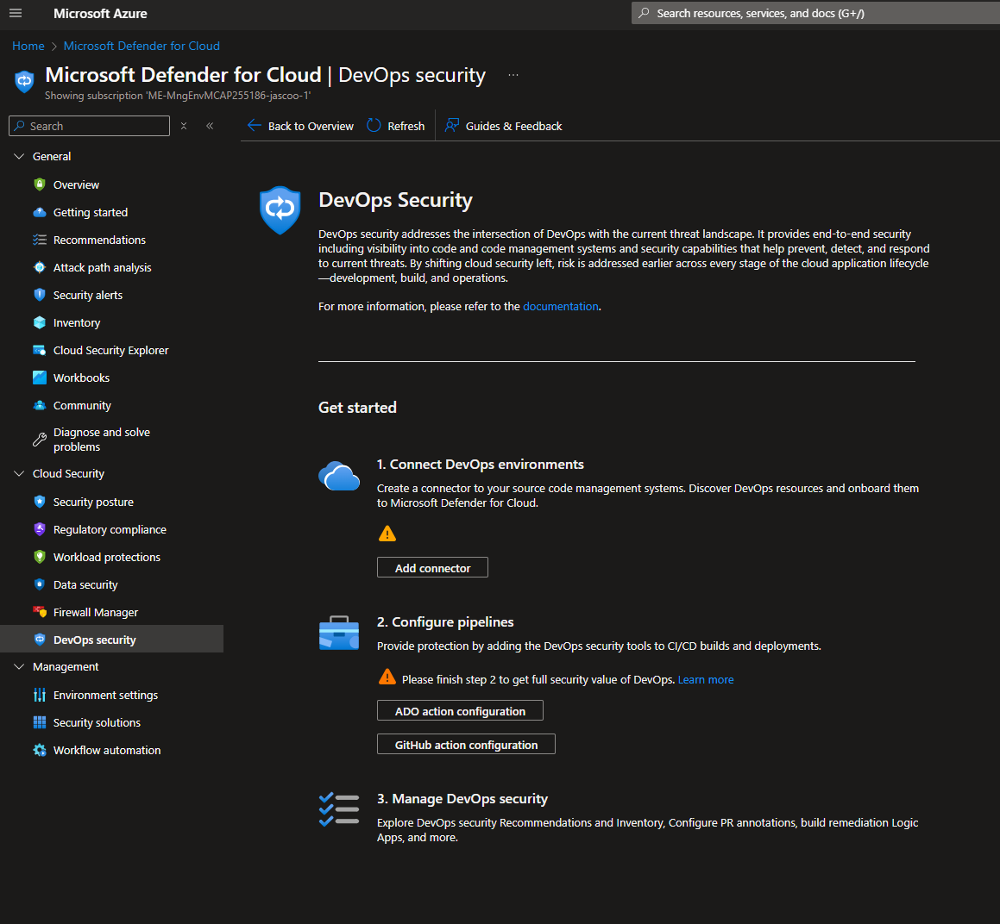 Microsoft Azure
Search resources, services, and docs (G+/)
Home > Microsoft Defender for Cloud
Microsoft Defender for Cloud | DevOps security ...
Showing subscription 'ME-MngEnvMCAP255186-jascoo-1'
Search
Back to Overview
Refresh
Guides & Feedback
General
Overview
Getting started
Recommendations
Attack path analysis
Security alerts
Inventory
Cloud Security Explorer
Workbooks
Community
Diagnose and solve
problems
Cloud Security
Security posture
Regulatory compliance
Workload protections
Data security
Firewall Manager
DevOps security
Management
Environment settings
Security solutions
Workflow automation
DevOps Security
DevOps security addresses the intersection of DevOps with the current threat landscape. It provides end-to-end security
including visibility into code and code management systems and security capabilities that help prevent, detect, and respond
to current threats. By shifting cloud security left, risk is addressed earlier across every stage of the cloud application lifecycle
—development, build, and operations.
For more information, please refer to the documentation.
Get started
1. Connect DevOps environments
Create a connector to your source code management systems. Discover DevOps resources and onboard them
to Microsoft Defender for Cloud.
Add connector
2. Configure pipelines
Provide protection by adding the DevOps security tools to CI/CD builds and deployments.
Please finish step 2 to get full security value of DevOps. Learn more
ADO action configuration
GitHub action configuration
3. Manage DevOps security
Explore DevOps security Recommendations and Inventory, Configure PR annotations, build remediation Logic
Apps, and more.